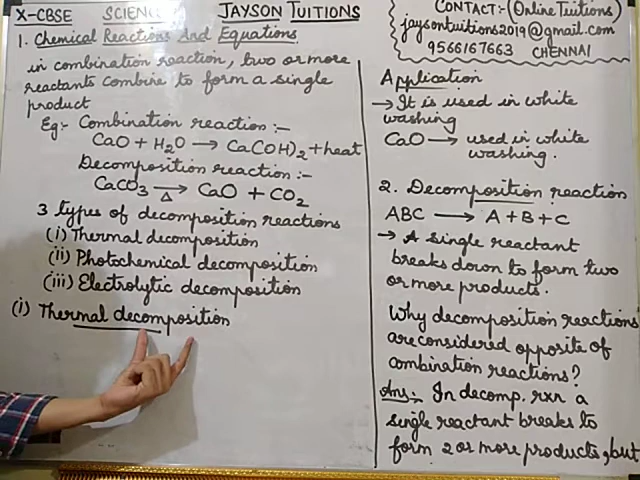 X-CBSE SCIENC JAYSON TUITIONS
1. Chemical Reactions And Equations
in combination reaction, two or more
reactants combine to form a single
product
Eg:- Combination reaction:-
CaO + H2O → Ca(OH)2 + heat
Decomposition reaction:-
CaCO3 →Δ CaO + CO2
3 types of decomposition reactions
(i) Thermal decomposition
(ii) Photochemical decomposition
(iii) Electrolytic decomposition
(i) Thermal decomposition
CONTACT:-(Online Tuitions)
jaysontuitions2019@gmail.com
9566167663 CHENNAI
Application
→ It is used in white
washing
CaO → used in white
washing.
2. Decomposition reaction
ABC → A + B + C
→ A single reactant
breaks down to form two
or more products.
Why decomposition reactions
are considered opposite of
combination reactions?
Ans:- In decomp. rxn a
single reactant breaks to
form 2 or more products, but